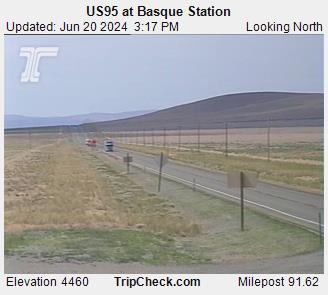 US95 at Basque Station
Updated: Jun 20 2024 3:17 PM Looking North
Elevation 4460 TripCheck.com Milepost 91.62